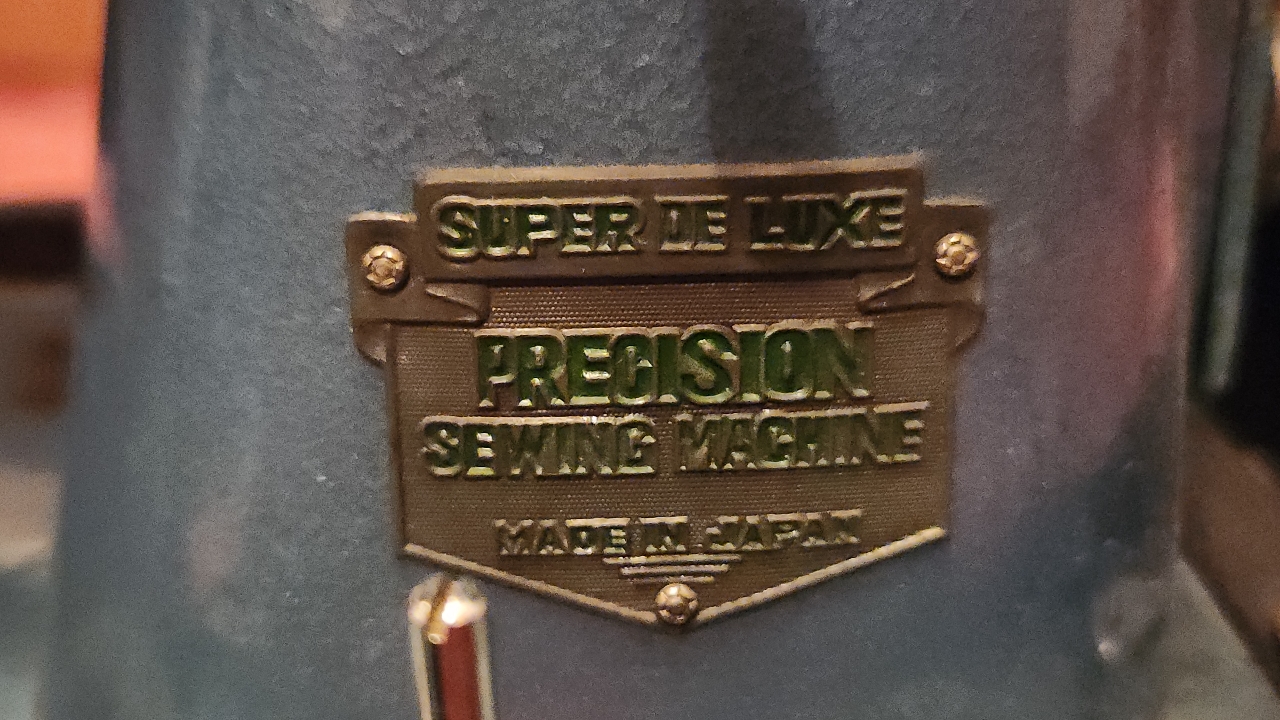 SUPER DE LUXE
PRECISION
SEWING MACHINE
MADE IN JAPAN